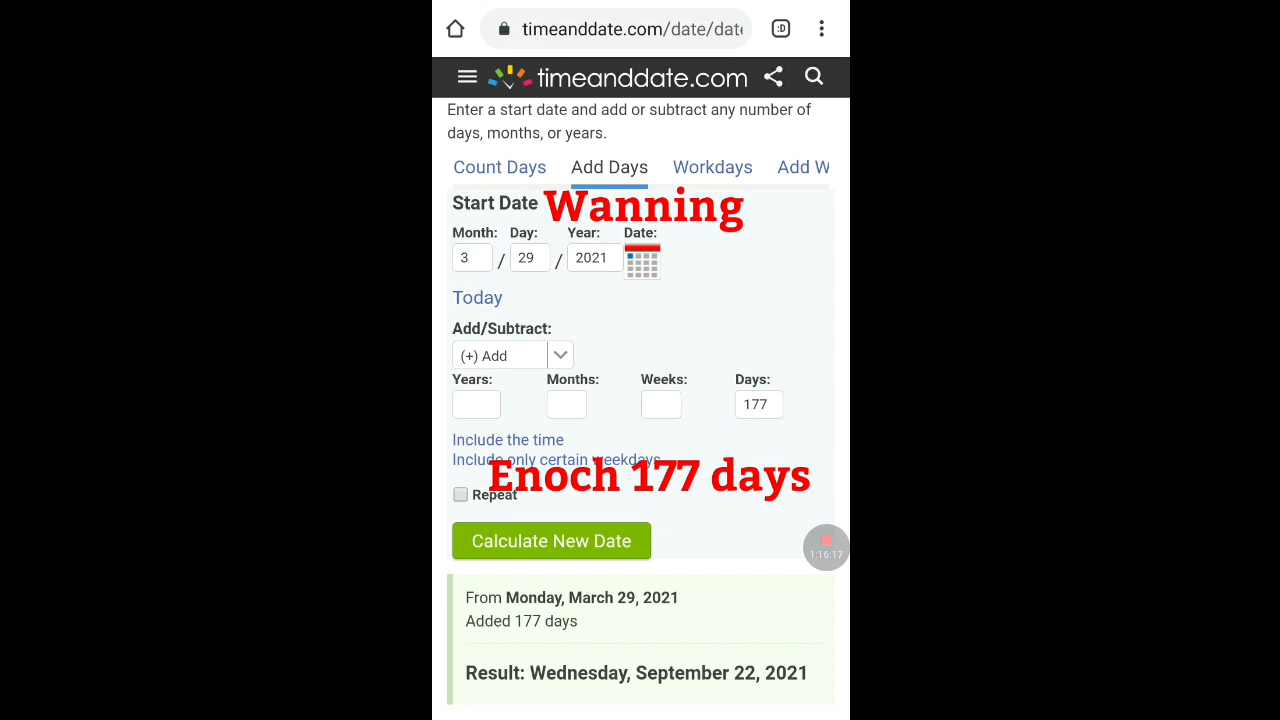 timeanddate.com/date/date
:D
timeanddate.com
Enter a start date and add or subtract any number of
days, months, or years.
Count Days Add Days Workdays Add W
Start Date Wanning
Month: Day: Year: Date:
3 / 29 / 2021
Today
Add/Subtract:
(+) Add
Years: Months: Weeks: Days:
177
Include the time
Include only certain weekdays
Enoch 177 days
Repeat
Calculate New Date
1:16:17
From Monday, March 29, 2021
Added 177 days
Result: Wednesday, September 22, 2021